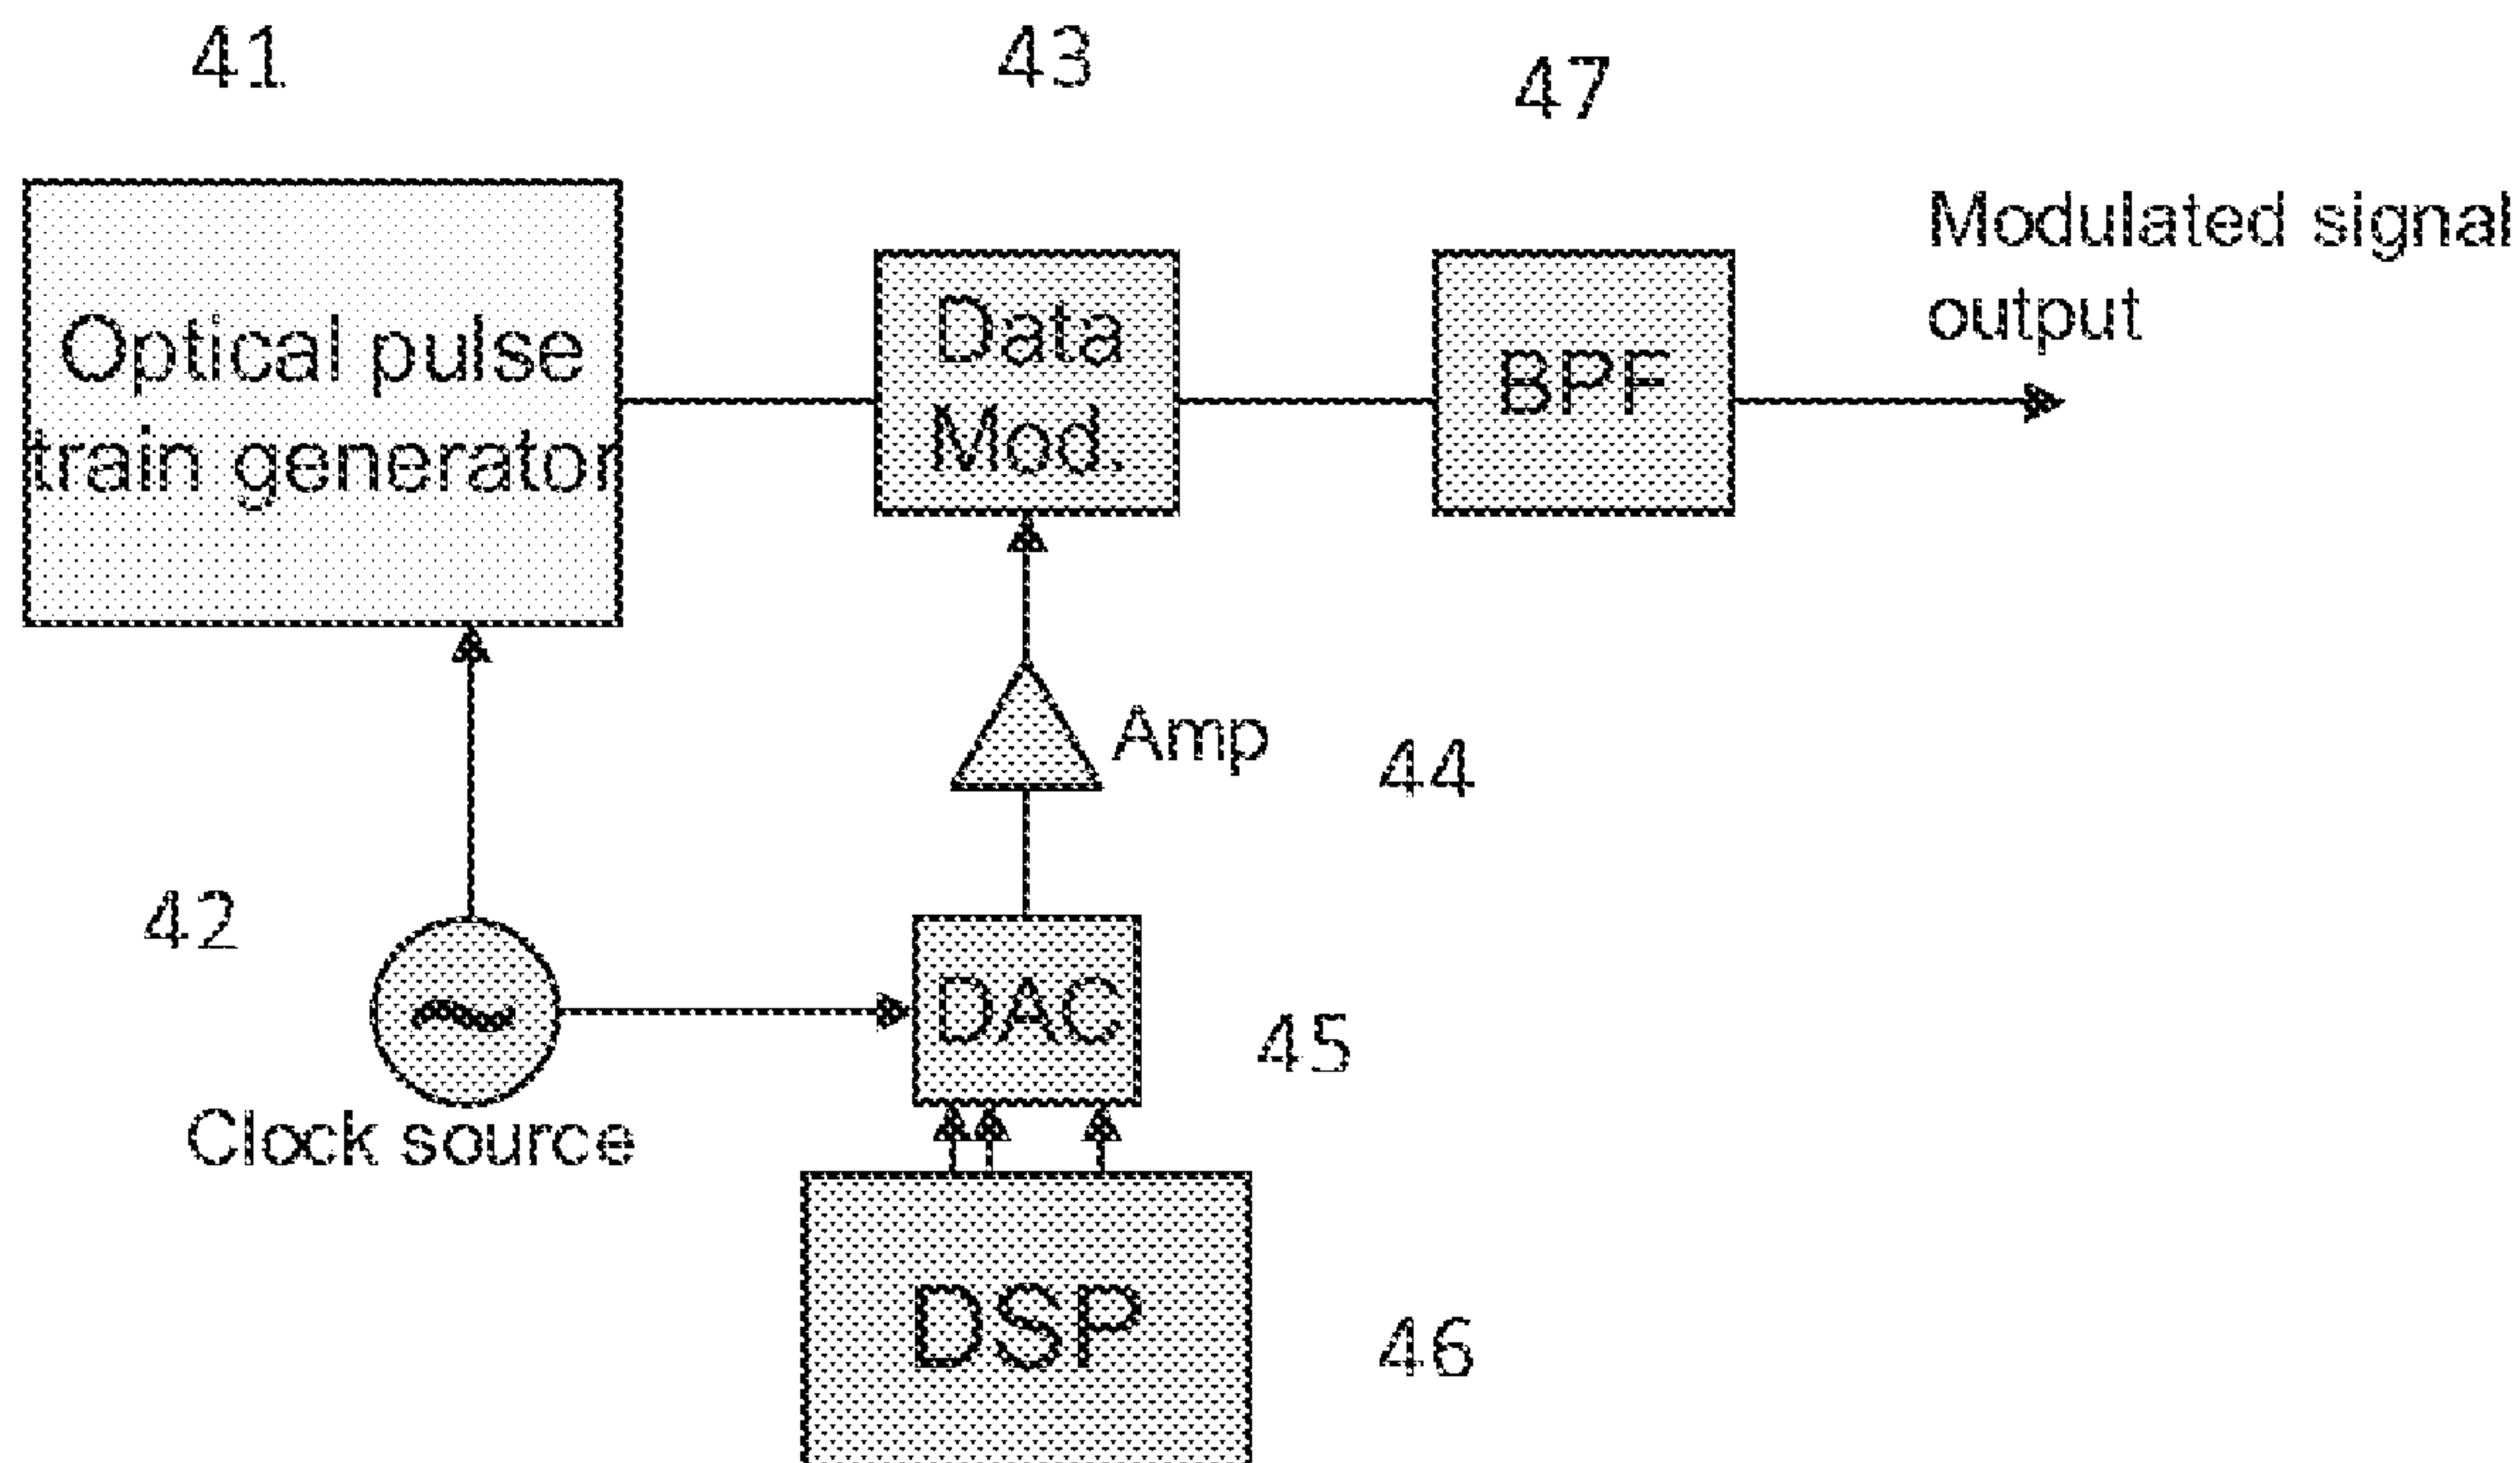 41
43
47
Optical pulse
train generator
Data
Mod.
BPF
Modulated signal
output
Amp
44
42
Clock source
DAC
45
DSP
46